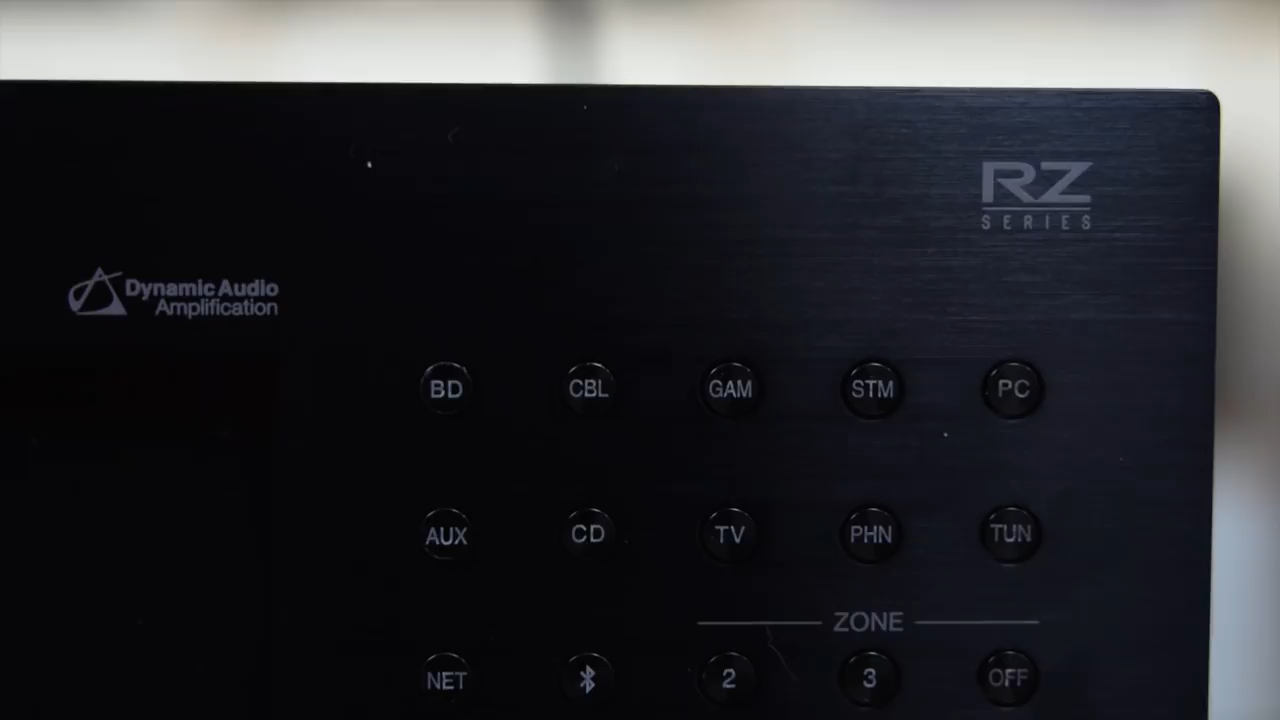 RZ
SERIES
Dynamic Audio
Amplification
BD CBL GAM STM PC
AUX CD TV PHN TUN
ZONE
NET 2 3 OFF